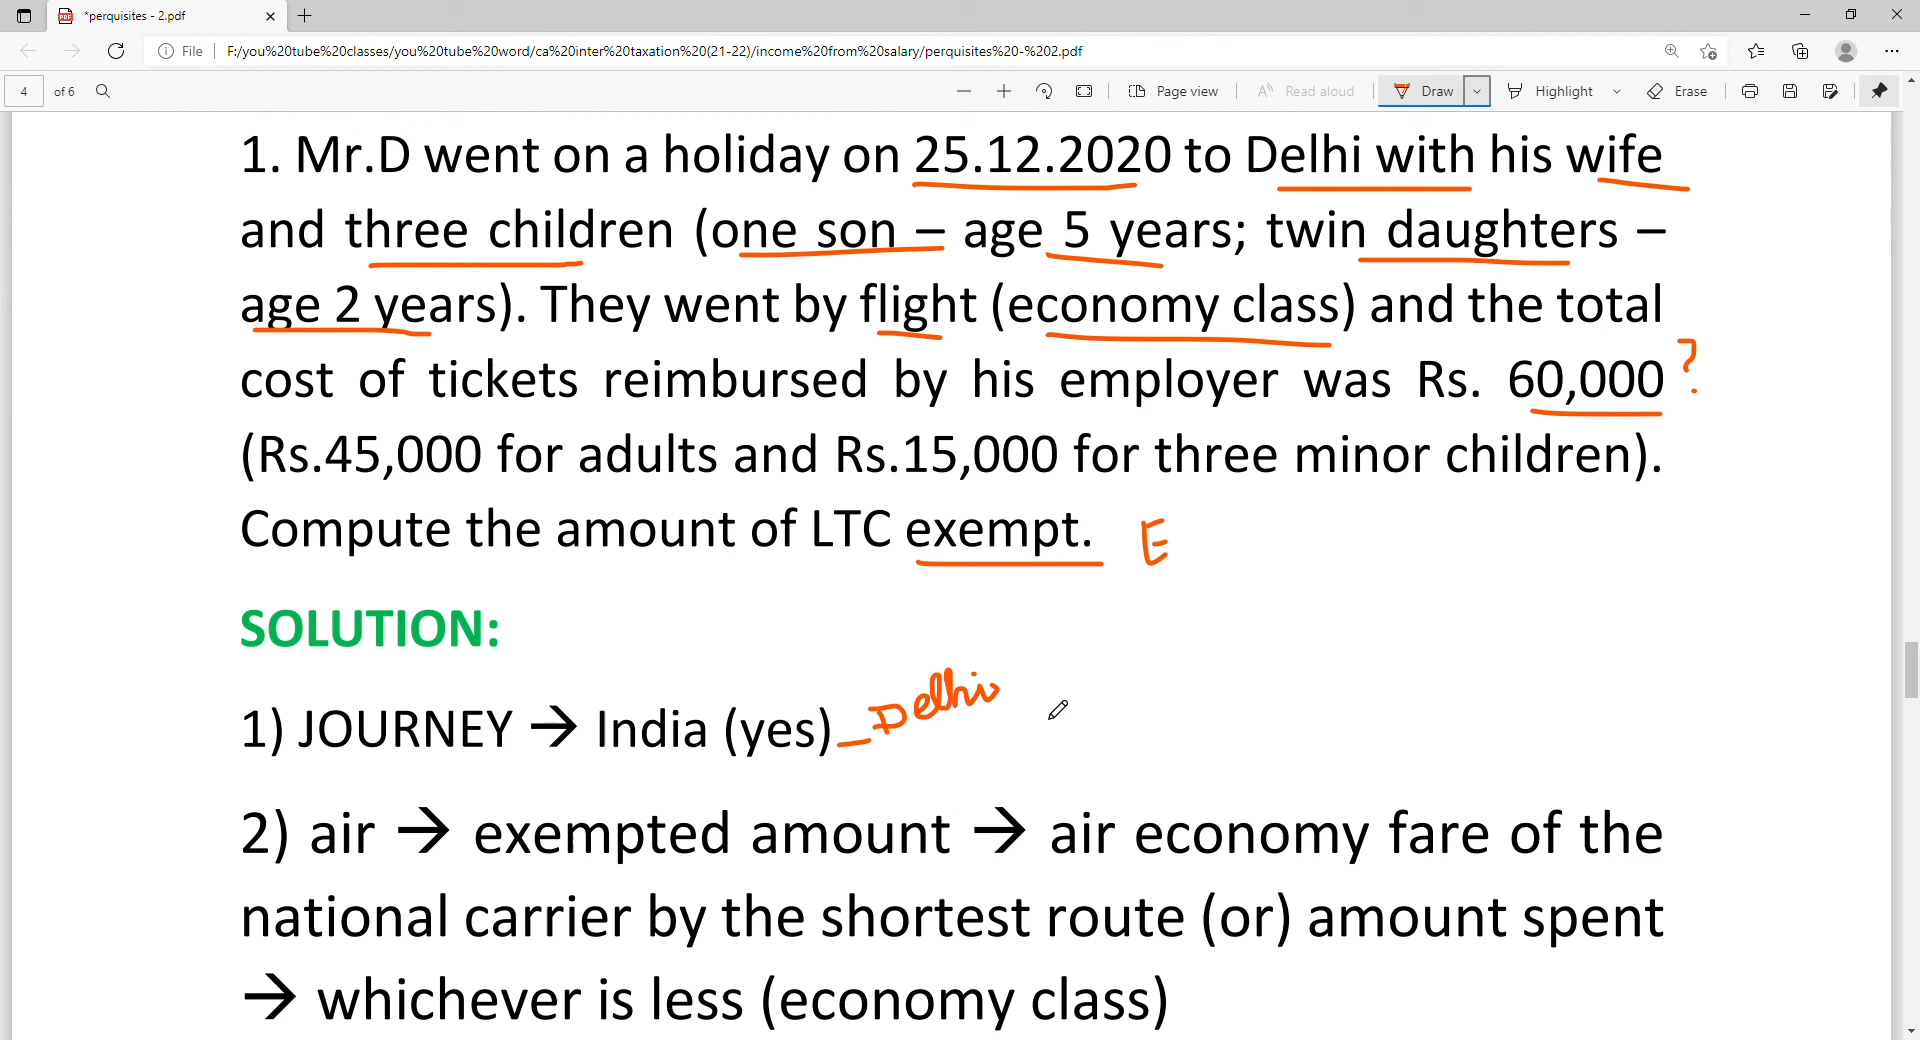 *perquisites - 2.pdf
File
F:/you%20tube%20classes/you%20tube%20word/ca%20inter%20taxation%20(21-22)/income%20from%20salary/perquisites%20-%202.pdf
4 of 6
Page view
Read aloud
Draw
Highlight
Erase
1. Mr.D went on a holiday on 25.12.2020 to Delhi with his wife
and three children (one son – age 5 years; twin daughters –
age 2 years). They went by flight (economy class) and the total
cost of tickets reimbursed by his employer was Rs. 60,000 ?
(Rs.45,000 for adults and Rs.15,000 for three minor children).
Compute the amount of LTC exempt. E
SOLUTION:
1) JOURNEY → India (yes) Delhi
2) air → exempted amount → air economy fare of the
national carrier by the shortest route (or) amount spent
→ whichever is less (economy class)